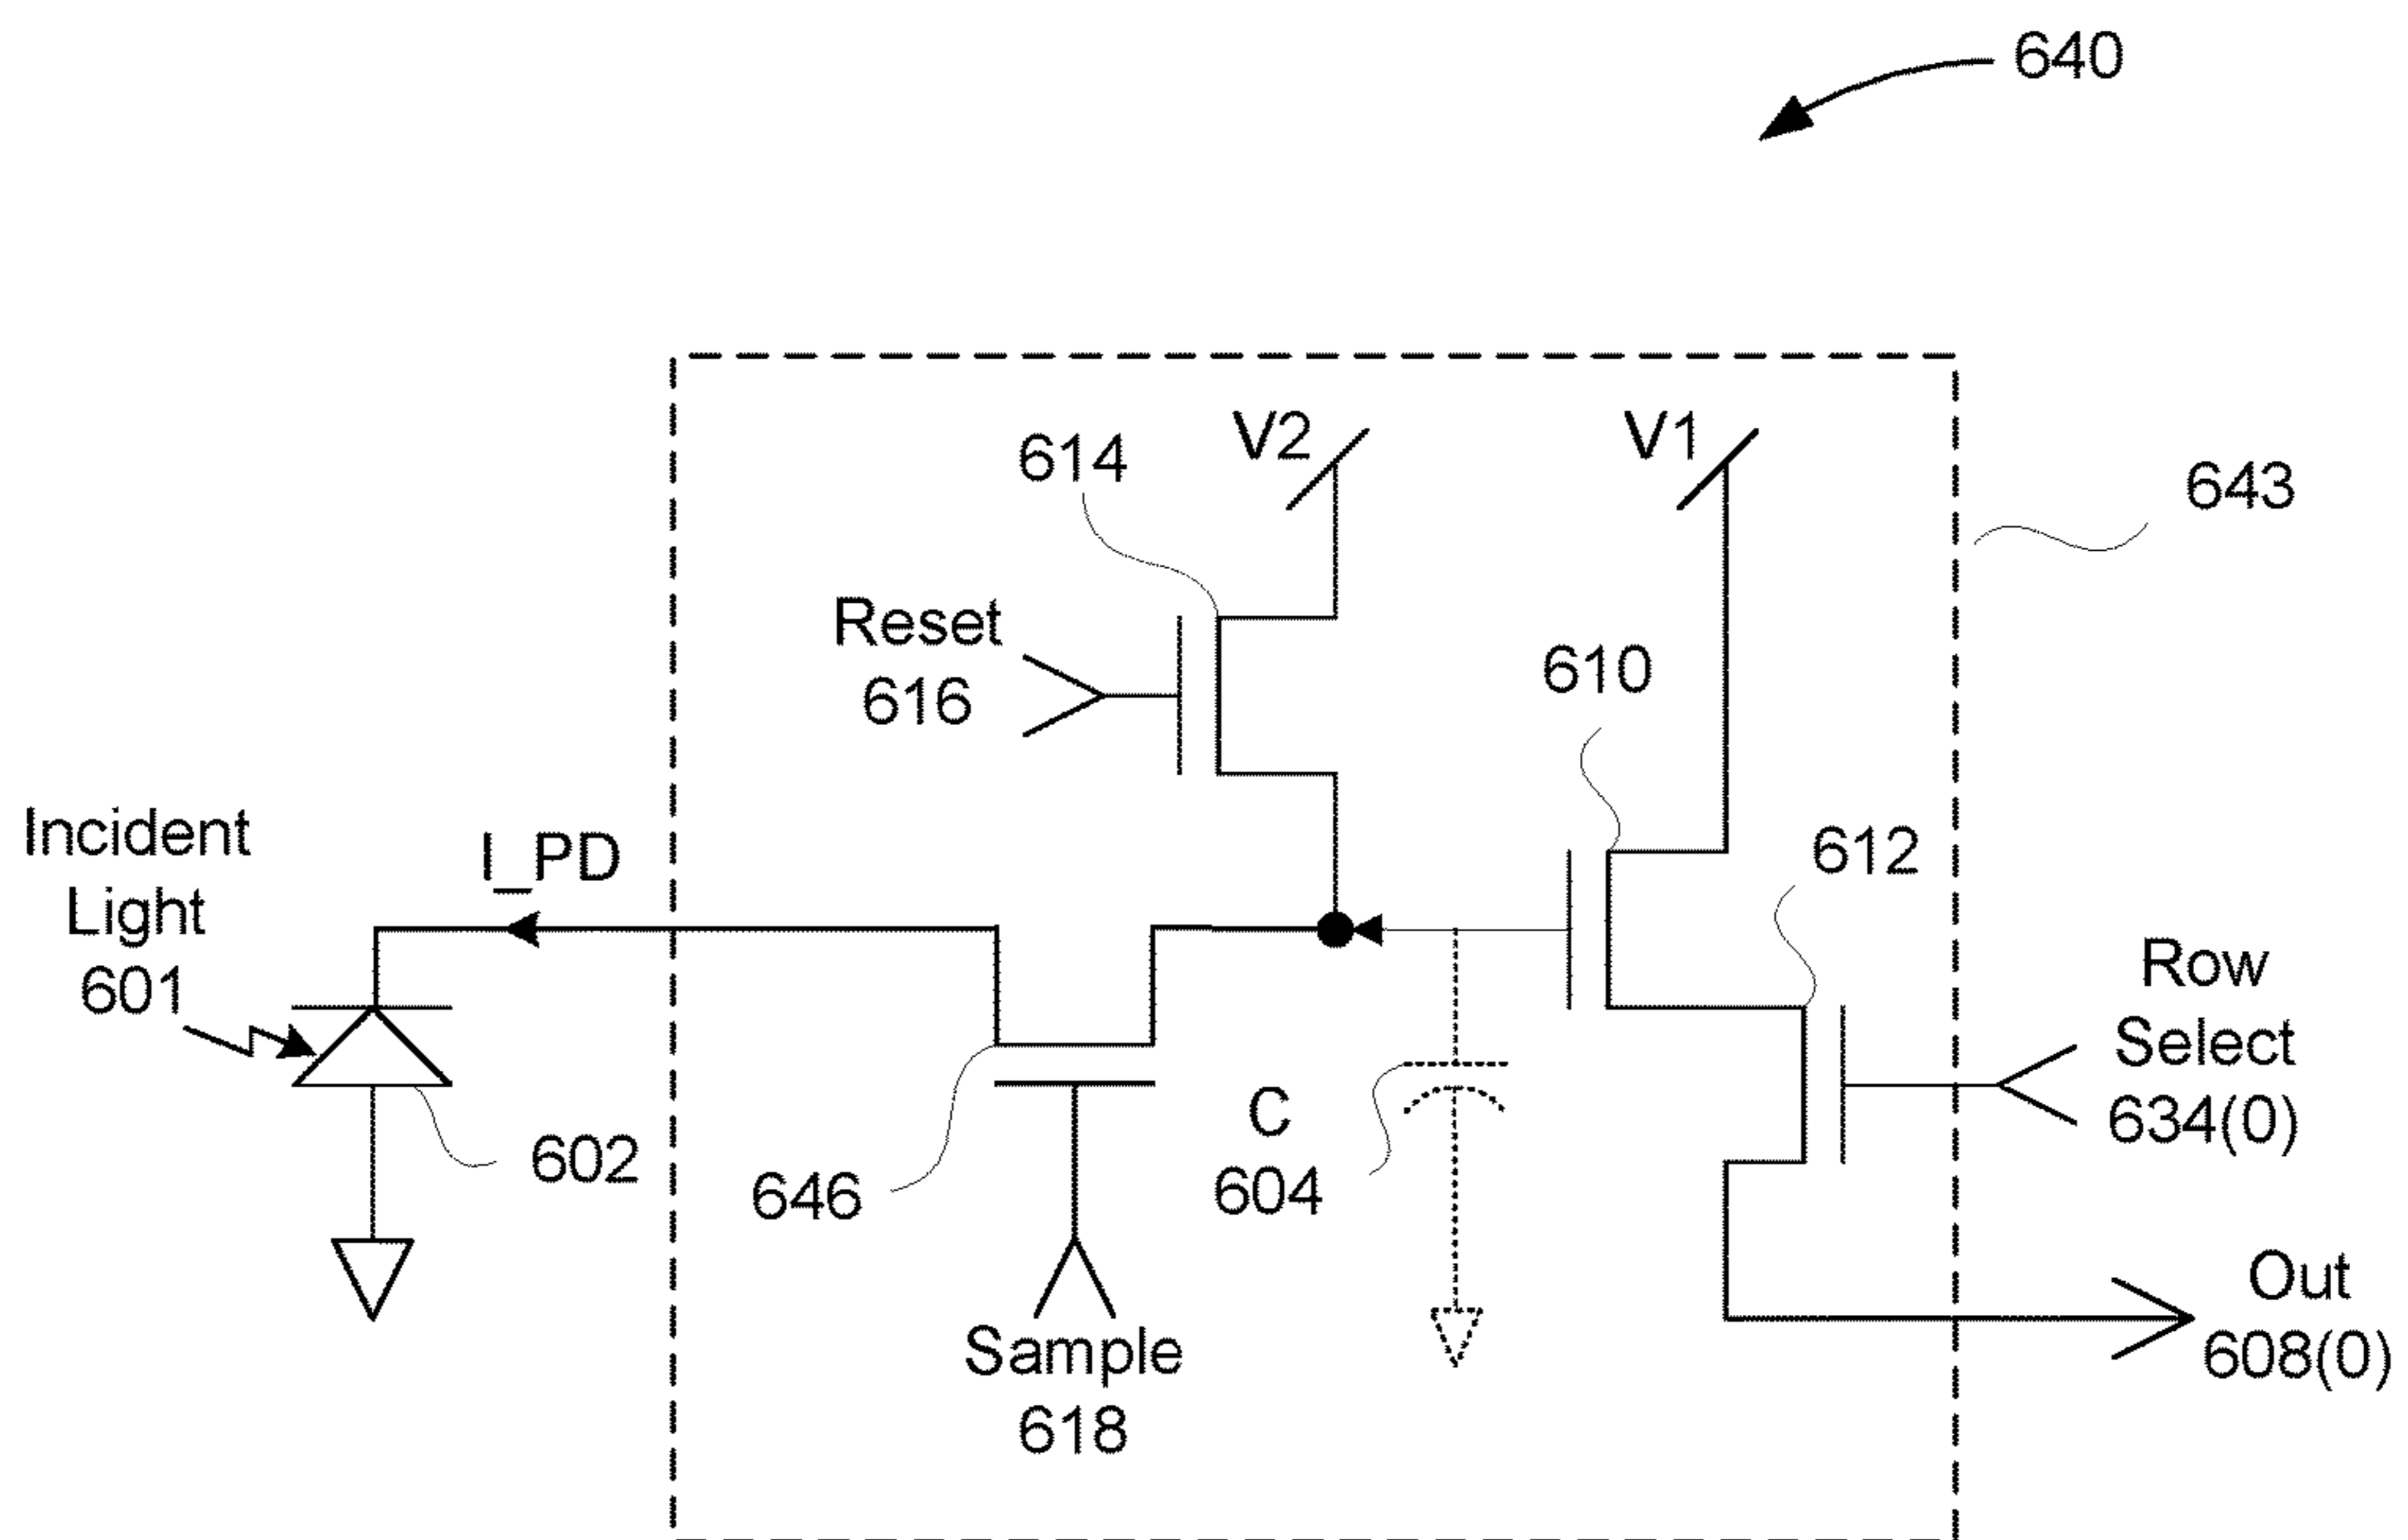 640
V2
V1
614
643
Reset
616
610
Incident
Light
601
I_PD
612
Row
Select
634(0)
602
646
C
604
Sample
618
Out
608(0)